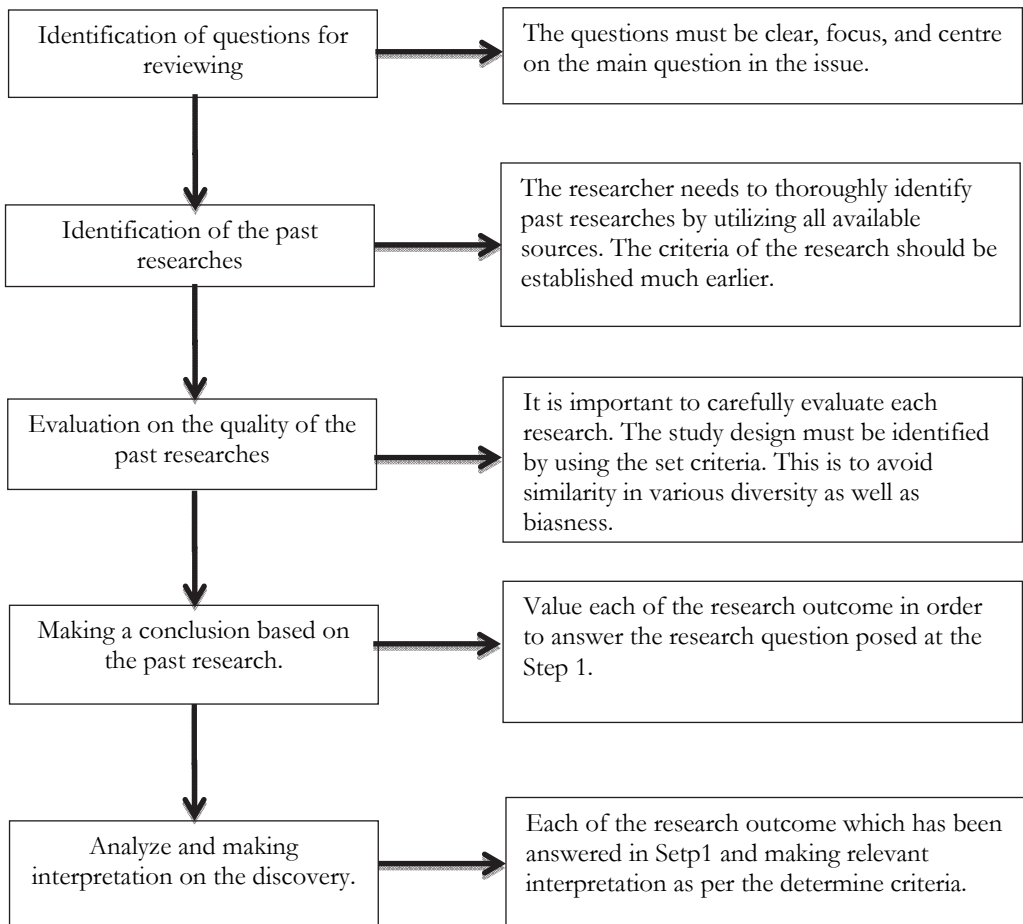 Identification of questions for
reviewing
The questions must be clear, focus, and centre
on the main question in the issue.
Identification of the past
researches
The researcher needs to thoroughly identify
past researches by utilizing all available
sources. The criteria of the research should be
established much earlier.
Evaluation on the quality of the
past researches
It is important to carefully evaluate each
research. The study design must be identified
by using the set criteria. This is to avoid
similarity in various diversity as well as
biasness.
Making a conclusion based on
the past research.
Value each of the research outcome in order
to answer the research question posed at the
Step 1.
Analyze and making
interpretation on the discovery.
Each of the research outcome which has been
answered in Setp1 and making relevant
interpretation as per the determine criteria.